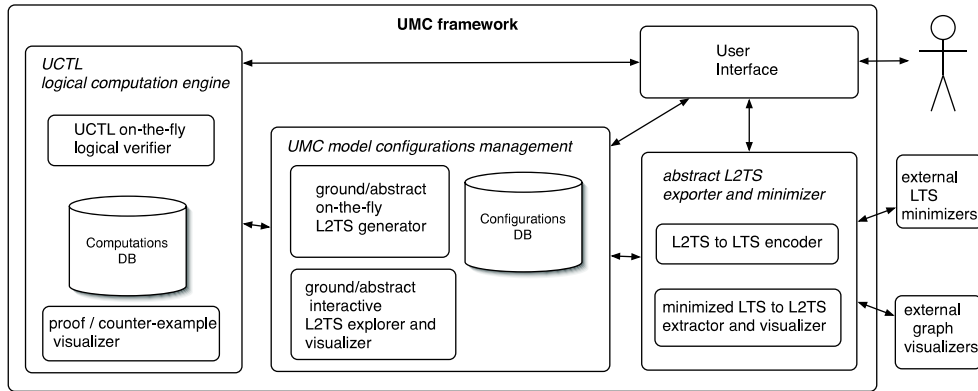 UMC framework
UCTL
logical computation engine
UCTL on-the-fly
logical verifier
Computations
DB
proof / counter-example
visualizer
UMC model configurations management
ground/abstract
on-the-fly
L2TS generator
Configurations
DB
ground/abstract
interactive
L2TS explorer and
visualizer
User
Interface
abstract L2TS
exporter and minimizer
L2TS to LTS encoder
minimized LTS to L2TS
extractor and visualizer
external
LTS
minimizers
external
graph
visualizers